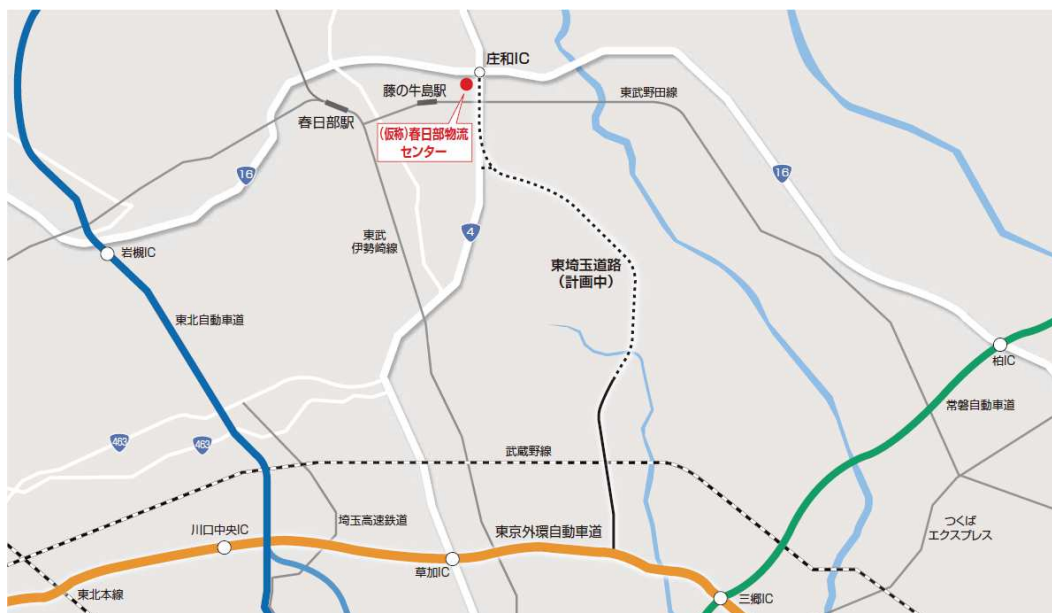 庄和IC
藤の牛島駅
東武野田線
春日部駅
(仮称)春日部物流
センター
16
16
4
東武
伊勢崎線
岩槻IC
東埼玉道路
(計画中)
東北自動車道
柏IC
常磐自動車道
463
463
武蔵野線
埼玉高速鉄道
川口中央IC
東京外環自動車道
つくば
エクスプレス
草加IC
東北本線
三郷IC